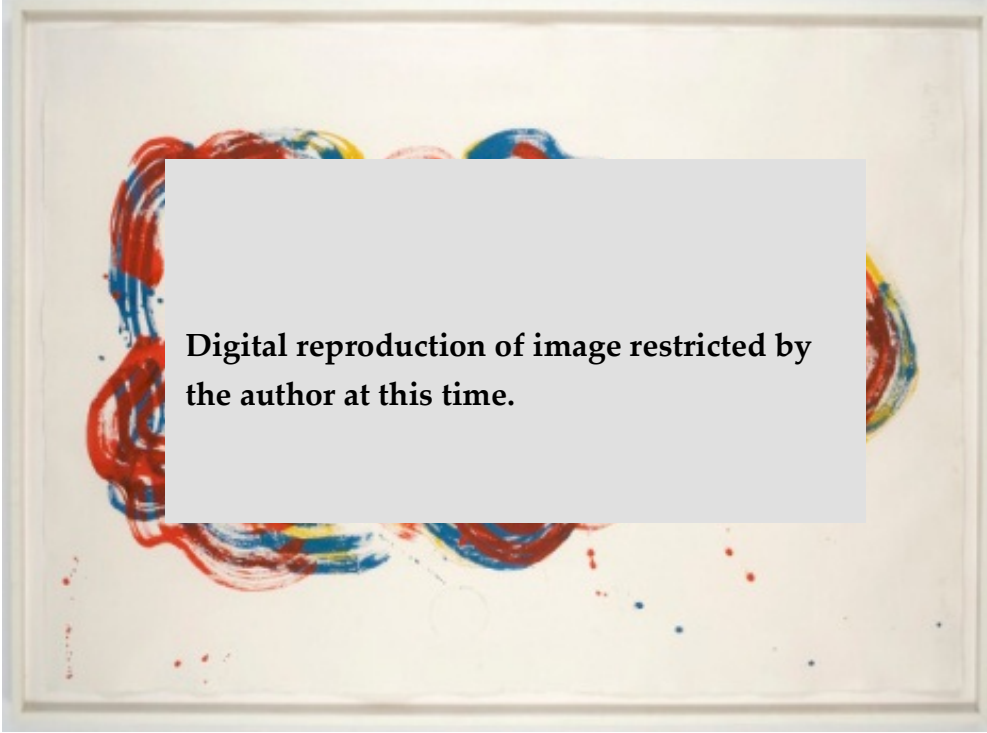 Digital reproduction of image restricted by
the author at this time.